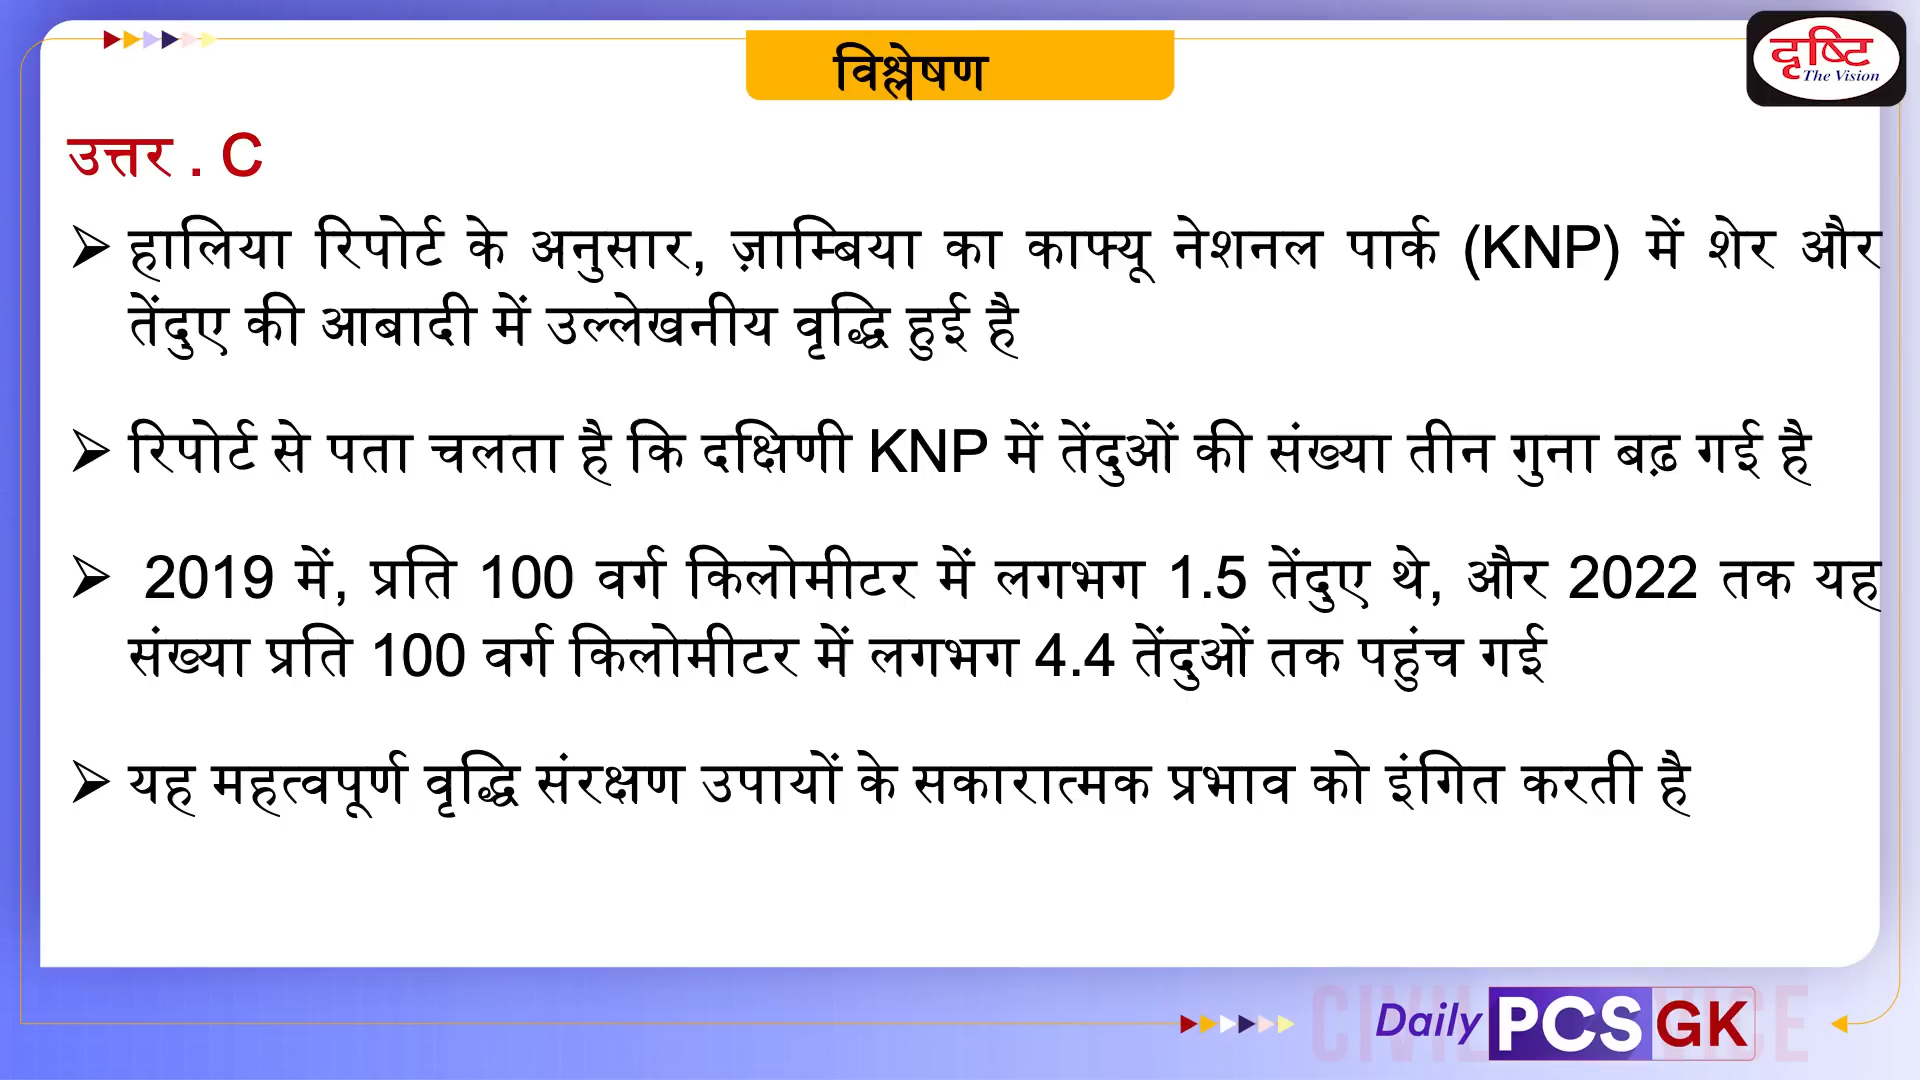 विश्लेषण
दृष्टि
The Vision
उत्तर . C
➢ हालिया रिपोर्ट के अनुसार, ज़ाम्बिया का काफ्यू नेशनल पार्क (KNP) में शेर और
तेंदुए की आबादी में उल्लेखनीय वृद्धि हुई है
➢ रिपोर्ट से पता चलता है कि दक्षिणी KNP में तेंदुओं की संख्या तीन गुना बढ़ गई है
➢ 2019 में, प्रति 100 वर्ग किलोमीटर में लगभग 1.5 तेंदुए थे, और 2022 तक यह
संख्या प्रति 100 वर्ग किलोमीटर में लगभग 4.4 तेंदुओं तक पहुंच गई
➢ यह महत्वपूर्ण वृद्धि संरक्षण उपायों के सकारात्मक प्रभाव को इंगित करती है
Daily PCS GK